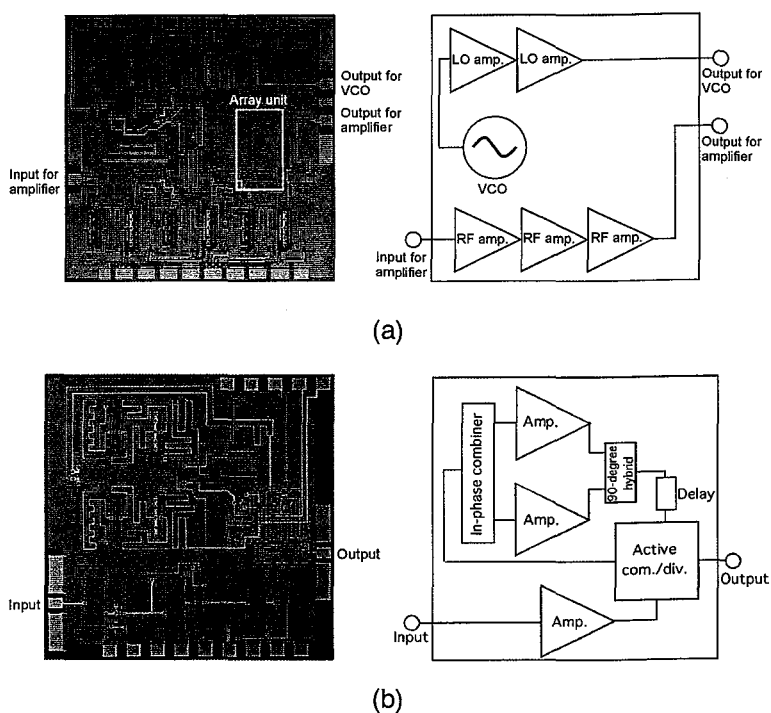 Output for
VCO
Array unit
Output for
amplifier
Input for
amplifier
LO amp.
LO amp.
Output for
VCO
Output for
amplifier
VCO
RF amp.
RF amp.
RF amp.
Input for
amplifier
(a)
Output
Input
In-phase combiner
Amp.
Amp.
90-degree
hybrid
Delay
Active
com./div.
Output
Amp.
Input
(b)